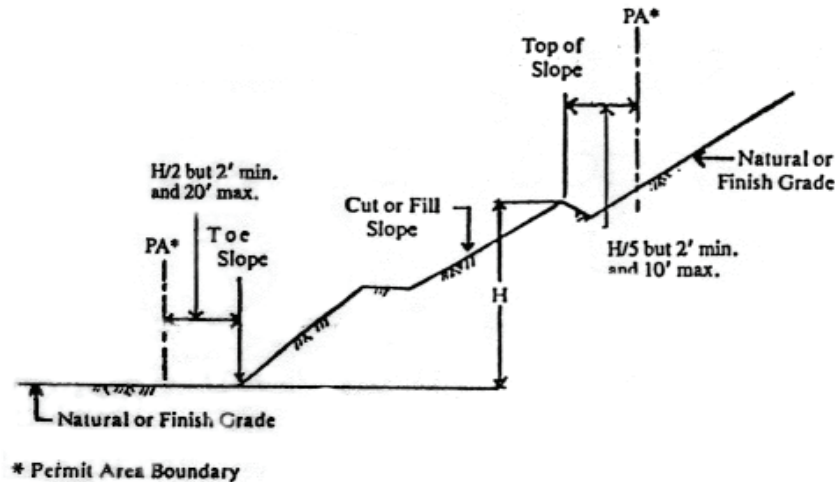 PA*
Top of
Slope
Natural or
Finish Grade
H/2 but 2' min.
and 20' max.
Cut or Fill
Slope
PA*
Toe
Slope
H/5 but 2' min.
and 10' max.
H
Natural or Finish Grade
* Permit Area Boundary